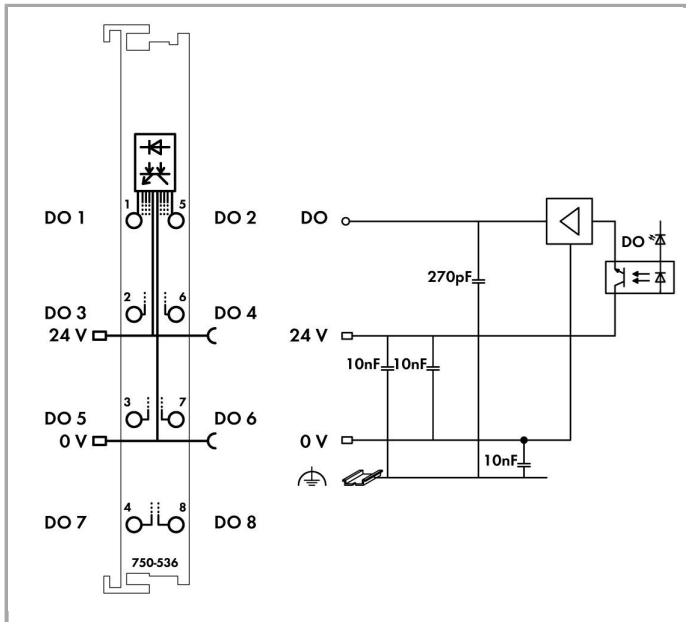 1 5
DO 1 DO 2
2 6
DO 3 DO 4
24 V
3 7
DO 5 DO 6
0 V
4 8
DO 7 DO 8
750-536
DO
DO
270pF
24 V
10nF 10nF
0 V
10nF